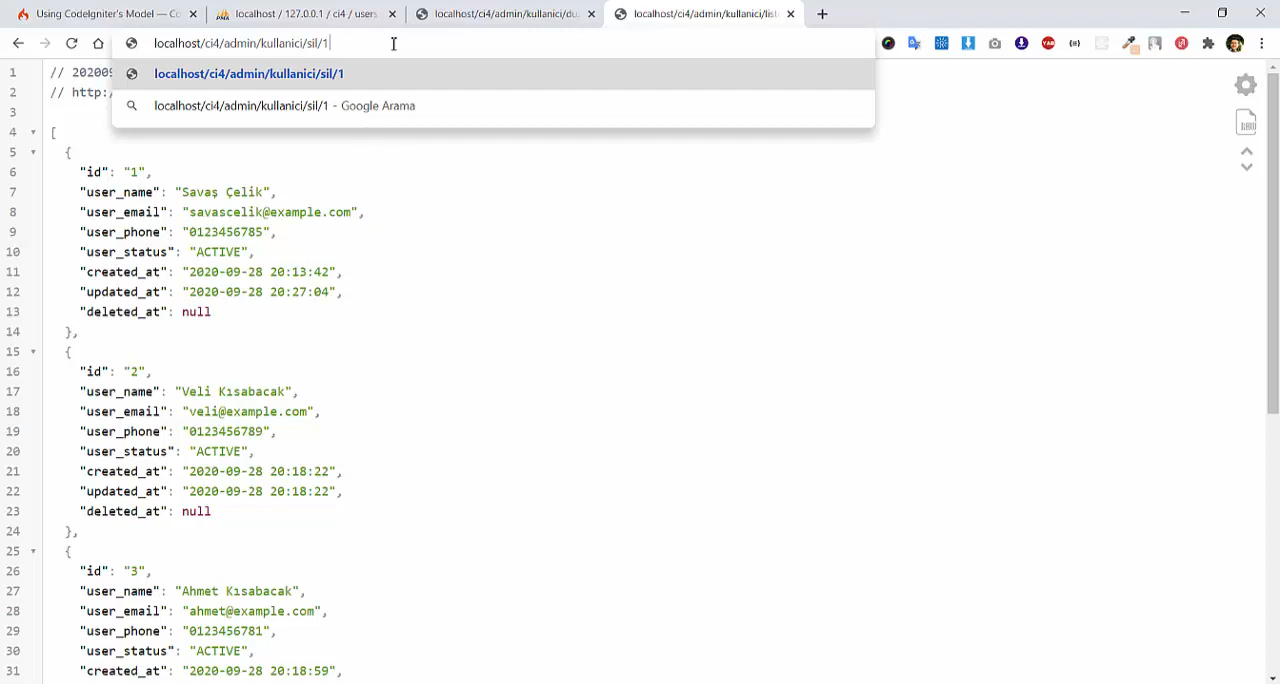 Using CodeIgniter's Model — Co
localhost / 127.0.0.1 / ci4 / users
localhost/ci4/admin/kullanici/du
localhost/ci4/admin/kullanici/list
localhost/ci4/admin/kullanici/sil/1
localhost/ci4/admin/kullanici/sil/1
localhost/ci4/admin/kullanici/sil/1 - Google Arama
1 // 202009
2 // http:/
3
4 [
5 {
6 "id": "1",
7 "user_name": "Savaş Çelik",
8 "user_email": "savascelik@example.com",
9 "user_phone": "0123456785",
10 "user_status": "ACTIVE",
11 "created_at": "2020-09-28 20:13:42",
12 "updated_at": "2020-09-28 20:27:04",
13 "deleted_at": null
14 },
15 {
16 "id": "2",
17 "user_name": "Veli Kısabacak",
18 "user_email": "veli@example.com",
19 "user_phone": "0123456789",
20 "user_status": "ACTIVE",
21 "created_at": "2020-09-28 20:18:22",
22 "updated_at": "2020-09-28 20:18:22",
23 "deleted_at": null
24 },
25 {
26 "id": "3",
27 "user_name": "Ahmet Kısabacak",
28 "user_email": "ahmet@example.com",
29 "user_phone": "0123456781",
30 "user_status": "ACTIVE",
31 "created_at": "2020-09-28 20:18:59",
RAW